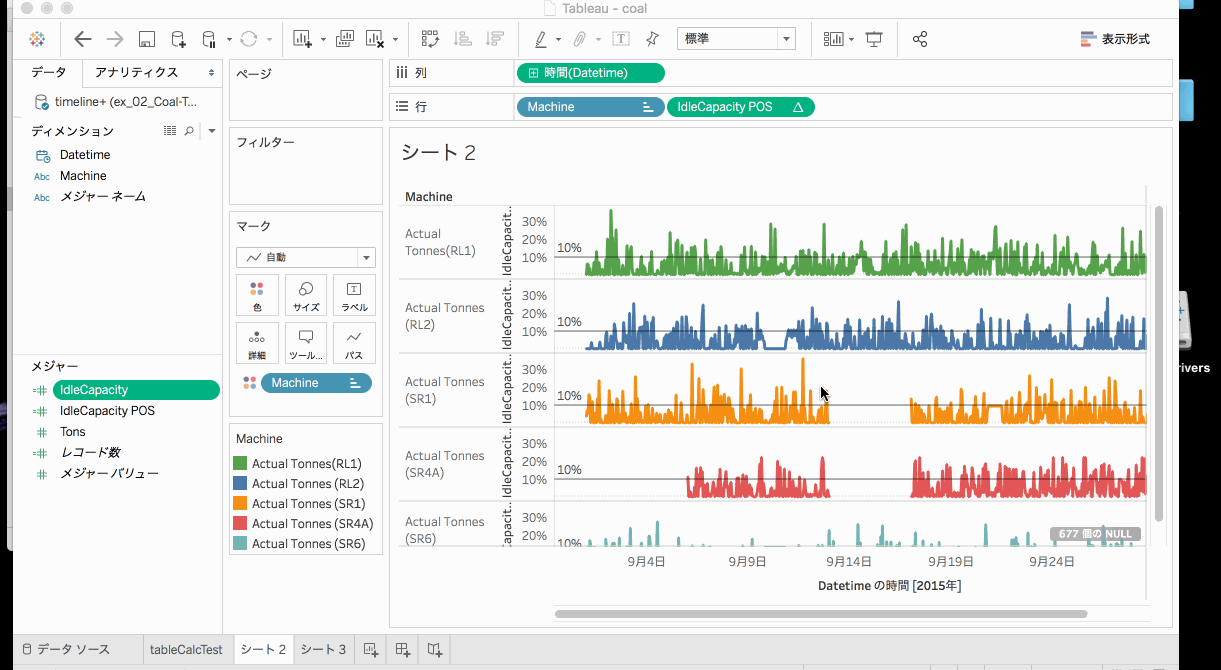 Tableau - coal
標準
表示形式
データ
アナリティクス
timeline+ (ex_02_Coal-T...
ディメンション
Datetime
Abc Machine
Abc メジャー ネーム
メジャー
IdleCapacity
IdleCapacity POS
Tons
レコード数
メジャー バリュー
ページ
フィルター
マーク
自動
色
サイズ
ラベル
詳細
ツール...
パス
Machine
Machine
Actual Tonnes(RL1)
Actual Tonnes (RL2)
Actual Tonnes (SR1)
Actual Tonnes (SR4A)
Actual Tonnes (SR6)
列
時間(Datetime)
行
Machine
IdleCapacity POS
シート 2
Machine
Actual
Tonnes(RL1)
IdleCapacit..
30%
20%
10%
10%
Actual Tonnes
(RL2)
IdleCapacit..
30%
20%
10%
10%
Actual Tonnes
(SR1)
IdleCapacit..
30%
20%
10%
10%
Actual Tonnes
(SR4A)
IdleCapacit..
30%
20%
10%
10%
Actual Tonnes
(SR6)
apacit..
30%
20%
10%
677 個の NULL
9月4日
9月9日
9月14日
9月19日
9月24日
Datetime の時間 [2015年]
データ ソース
tableCalcTest
シート 2
シート 3
rivers